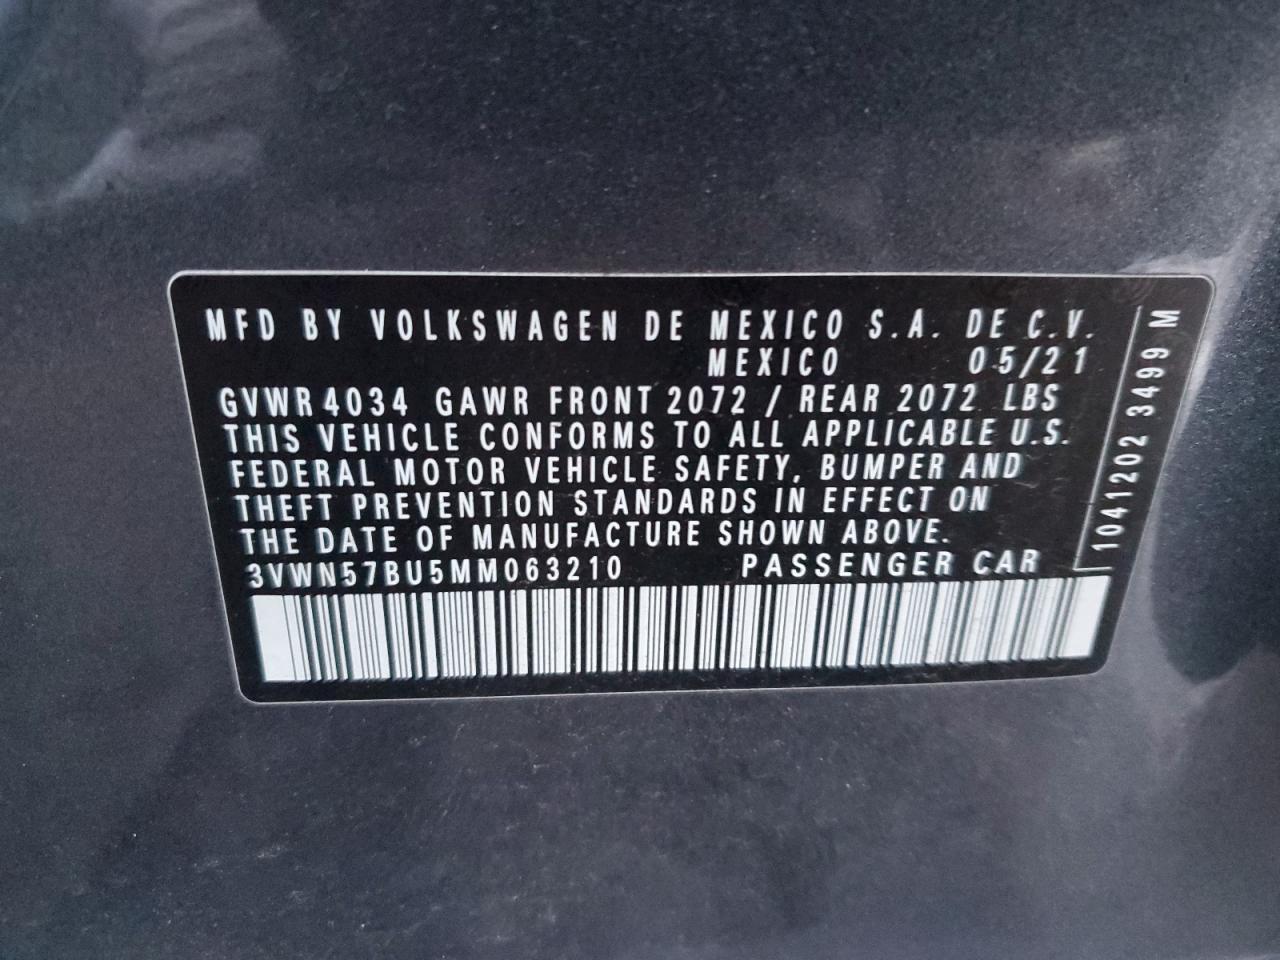 MFD BY VOLKSWAGEN DE MEXICO S.A. DE C.V.
MEXICO 05/21
GVWR 4034 GAWR FRONT 2072 / REAR 2072 LBS
THIS VEHICLE CONFORMS TO ALL APPLICABLE U.S.
FEDERAL MOTOR VEHICLE SAFETY, BUMPER AND
THEFT PREVENTION STANDARDS IN EFFECT ON
THE DATE OF MANUFACTURE SHOWN ABOVE.
3VWN57BU5MM063210 PASSENGER CAR
1041202 3499 M